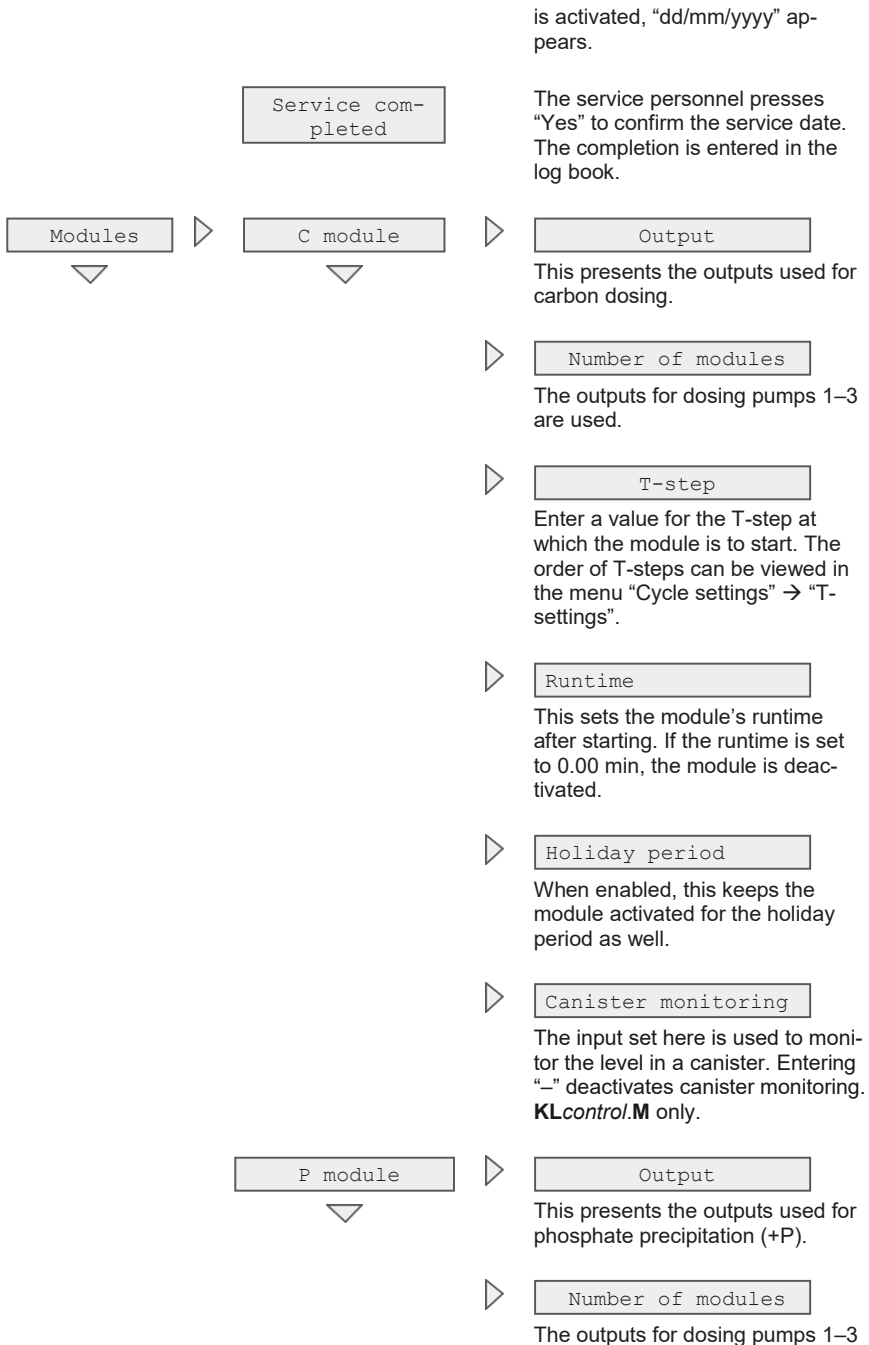 is activated, “dd/mm/yyyy” ap-
pears.
Service com-
pleted
The service personnel presses
“Yes” to confirm the service date.
The completion is entered in the
log book.
Modules
C module
Output
This presents the outputs used for
carbon dosing.
Number of modules
The outputs for dosing pumps 1–3
are used.
T-step
Enter a value for the T-step at
which the module is to start. The
order of T-steps can be viewed in
the menu “Cycle settings” → “T-
settings”.
Runtime
This sets the module’s runtime
after starting. If the runtime is set
to 0.00 min, the module is deac-
tivated.
Holiday period
When enabled, this keeps the
module activated for the holiday
period as well.
Canister monitoring
The input set here is used to moni-
tor the level in a canister. Entering
“–” deactivates canister monitoring.
KLcontrol.M only.
P module
Output
This presents the outputs used for
phosphate precipitation (+P).
Number of modules
The outputs for dosing pumps 1–3